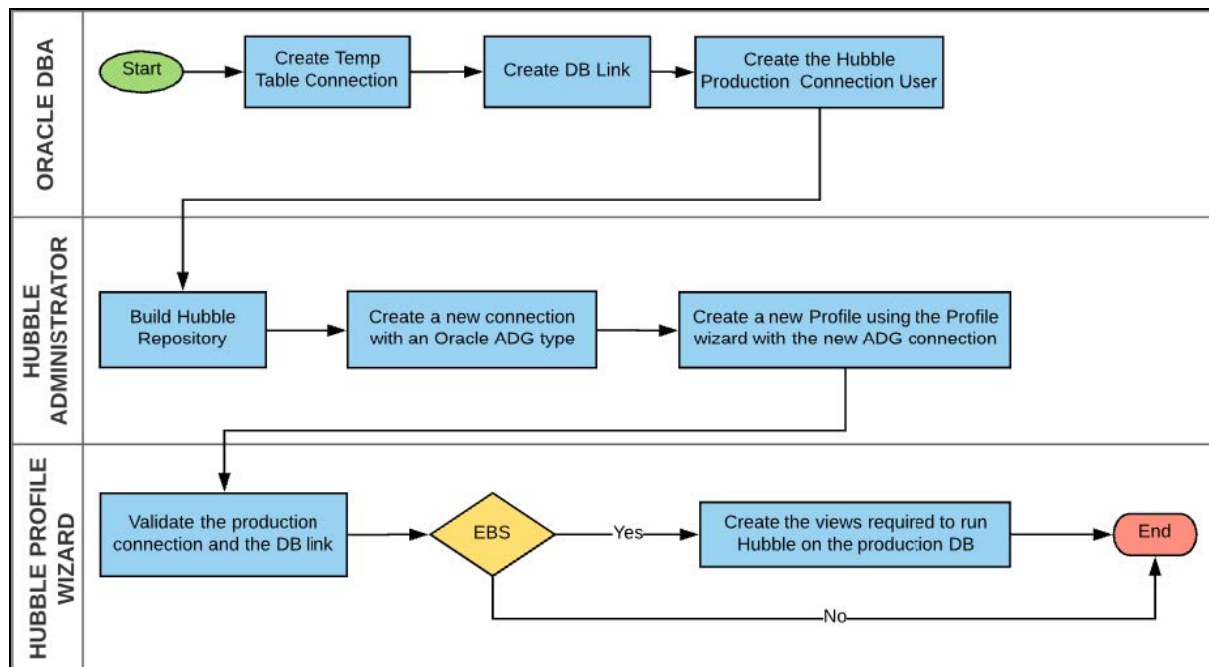 ORACLE DBA
Start
Create Temp
Table Connection
Create DB Link
Create the Hubble
Production Connection User
HUBBLE
ADMINISTRATOR
Build Hubble
Repository
Create a new connection
with an Oracle ADG type
Create a new Profile using the Profile
wizard with the new ADG connection
HUBBLE PROFILE
WIZARD
Validate the production
connection and the DB link
EBS
Yes
Create the views required to run
Hubble on the production DB
End
No